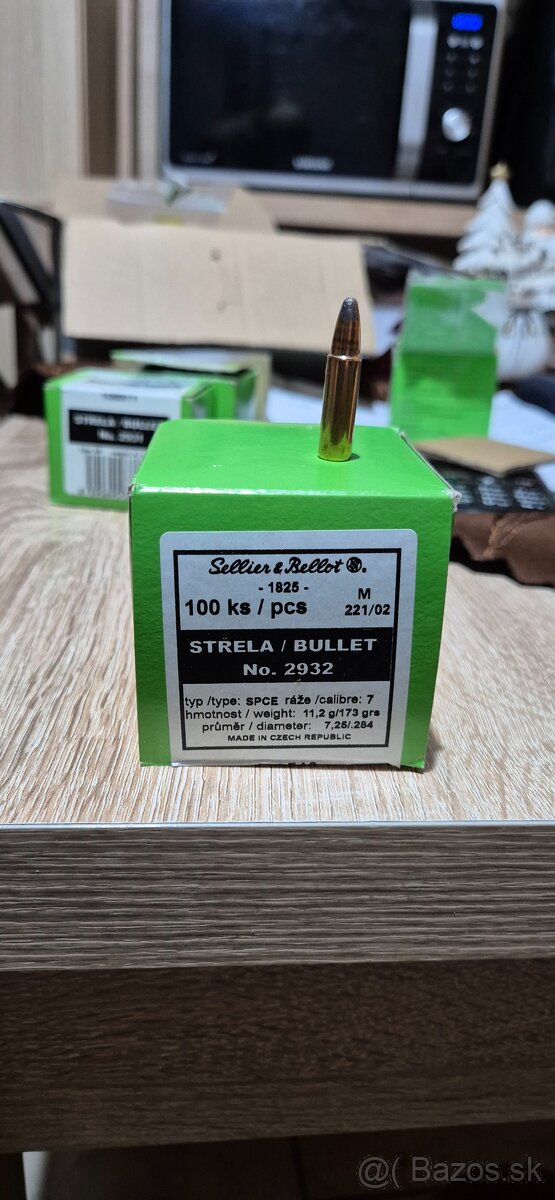 STRELA / BULLET
No. 2931
Sellier & Bellot SB.
- 1825 -
100 ks / pcs
M
221/02
STRELA / BULLET
No. 2932
typ /type: SPCE ráže /calibre: 7
hmotnost / weight: 11,2 g/173 grs
průměr / diameter: 7,25/.284
MADE IN CZECH REPUBLIC
@( Bazos.sk